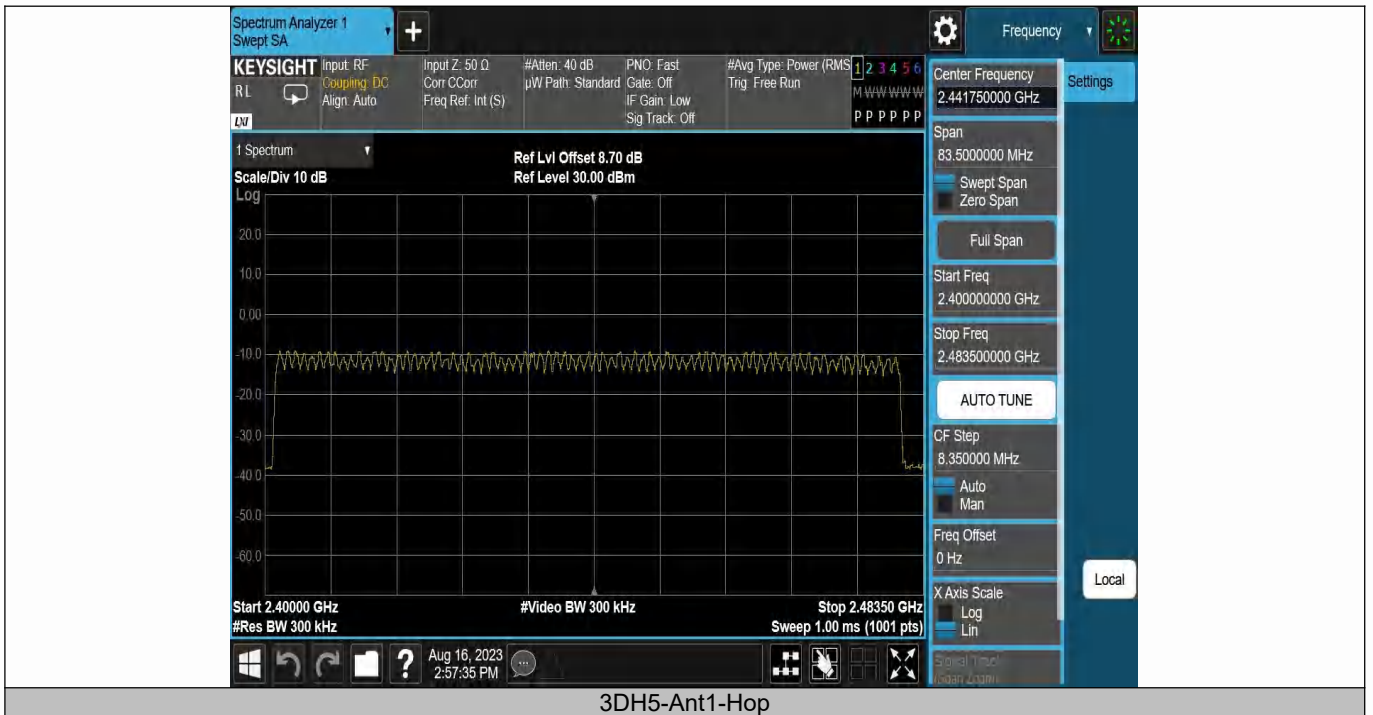 Spectrum Analyzer 1
Swept SA
+
Frequency
KEYSIGHT
RL
LXI
Input: RF
Coupling: DC
Align: Auto
Input Z: 50 Ω
Corr CCorr
Freq Ref: Int (S)
#Atten: 40 dB
µW Path: Standard
PNO: Fast
Gate: Off
IF Gain: Low
Sig Track: Off
#Avg Type: Power (RMS
Trig: Free Run
1 2 3 4 5 6
M W W W W W
P P P P P P
1 Spectrum
Scale/Div 10 dB
Ref Lvl Offset 8.70 dB
Ref Level 30.00 dBm
Log
20.0
10.0
0.00
-10.0
-20.0
-30.0
-40.0
-50.0
-60.0
Start 2.40000 GHz
#Res BW 300 kHz
#Video BW 300 kHz
Stop 2.48350 GHz
Sweep 1.00 ms (1001 pts)
?
Aug 16, 2023
2:57:35 PM
Center Frequency
2.441750000 GHz
Settings
Span
83.5000000 MHz
Swept Span
Zero Span
Full Span
Start Freq
2.400000000 GHz
Stop Freq
2.483500000 GHz
AUTO TUNE
CF Step
8.350000 MHz
Auto
Man
Freq Offset
0 Hz
X Axis Scale
Log
Lin
Local
Signal Track
(Span Zoom)
3DH5-Ant1-Hop